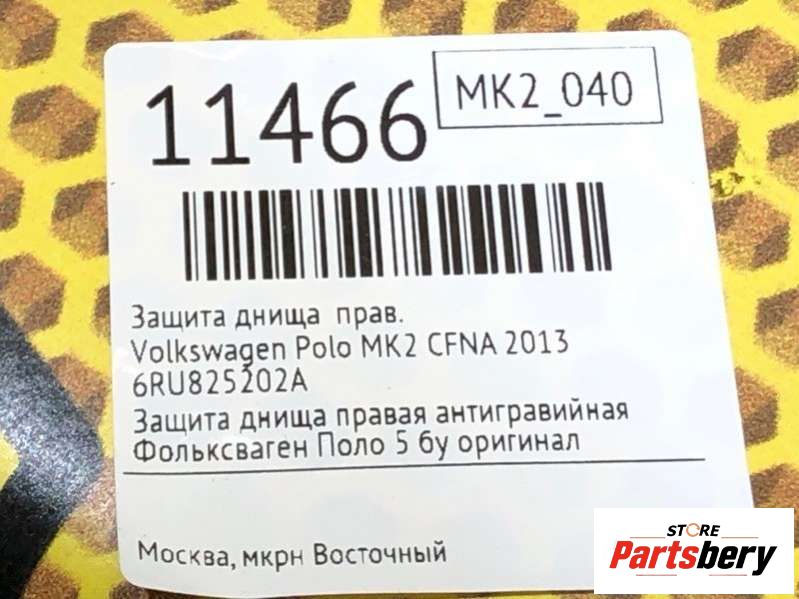 11466
MK2_040
Защита днища прав.
Volkswagen Polo MK2 CFNA 2013
6RU825202A
Защита днища правая антигравийная
Фольксваген Поло 5 бу оригинал
Москва, мкрн Восточный
STORE
Partsbery